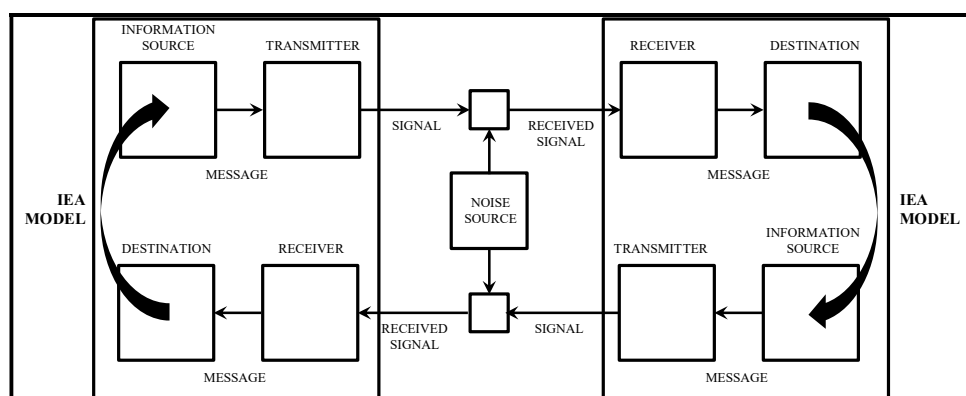 INFORMATION
SOURCE
TRANSMITTER
RECEIVER
DESTINATION
SIGNAL
RECEIVED
SIGNAL
MESSAGE
MESSAGE
IEA
MODEL
NOISE
SOURCE
IEA
MODEL
DESTINATION
RECEIVER
TRANSMITTER
INFORMATION
SOURCE
RECEIVED
SIGNAL
SIGNAL
MESSAGE
MESSAGE